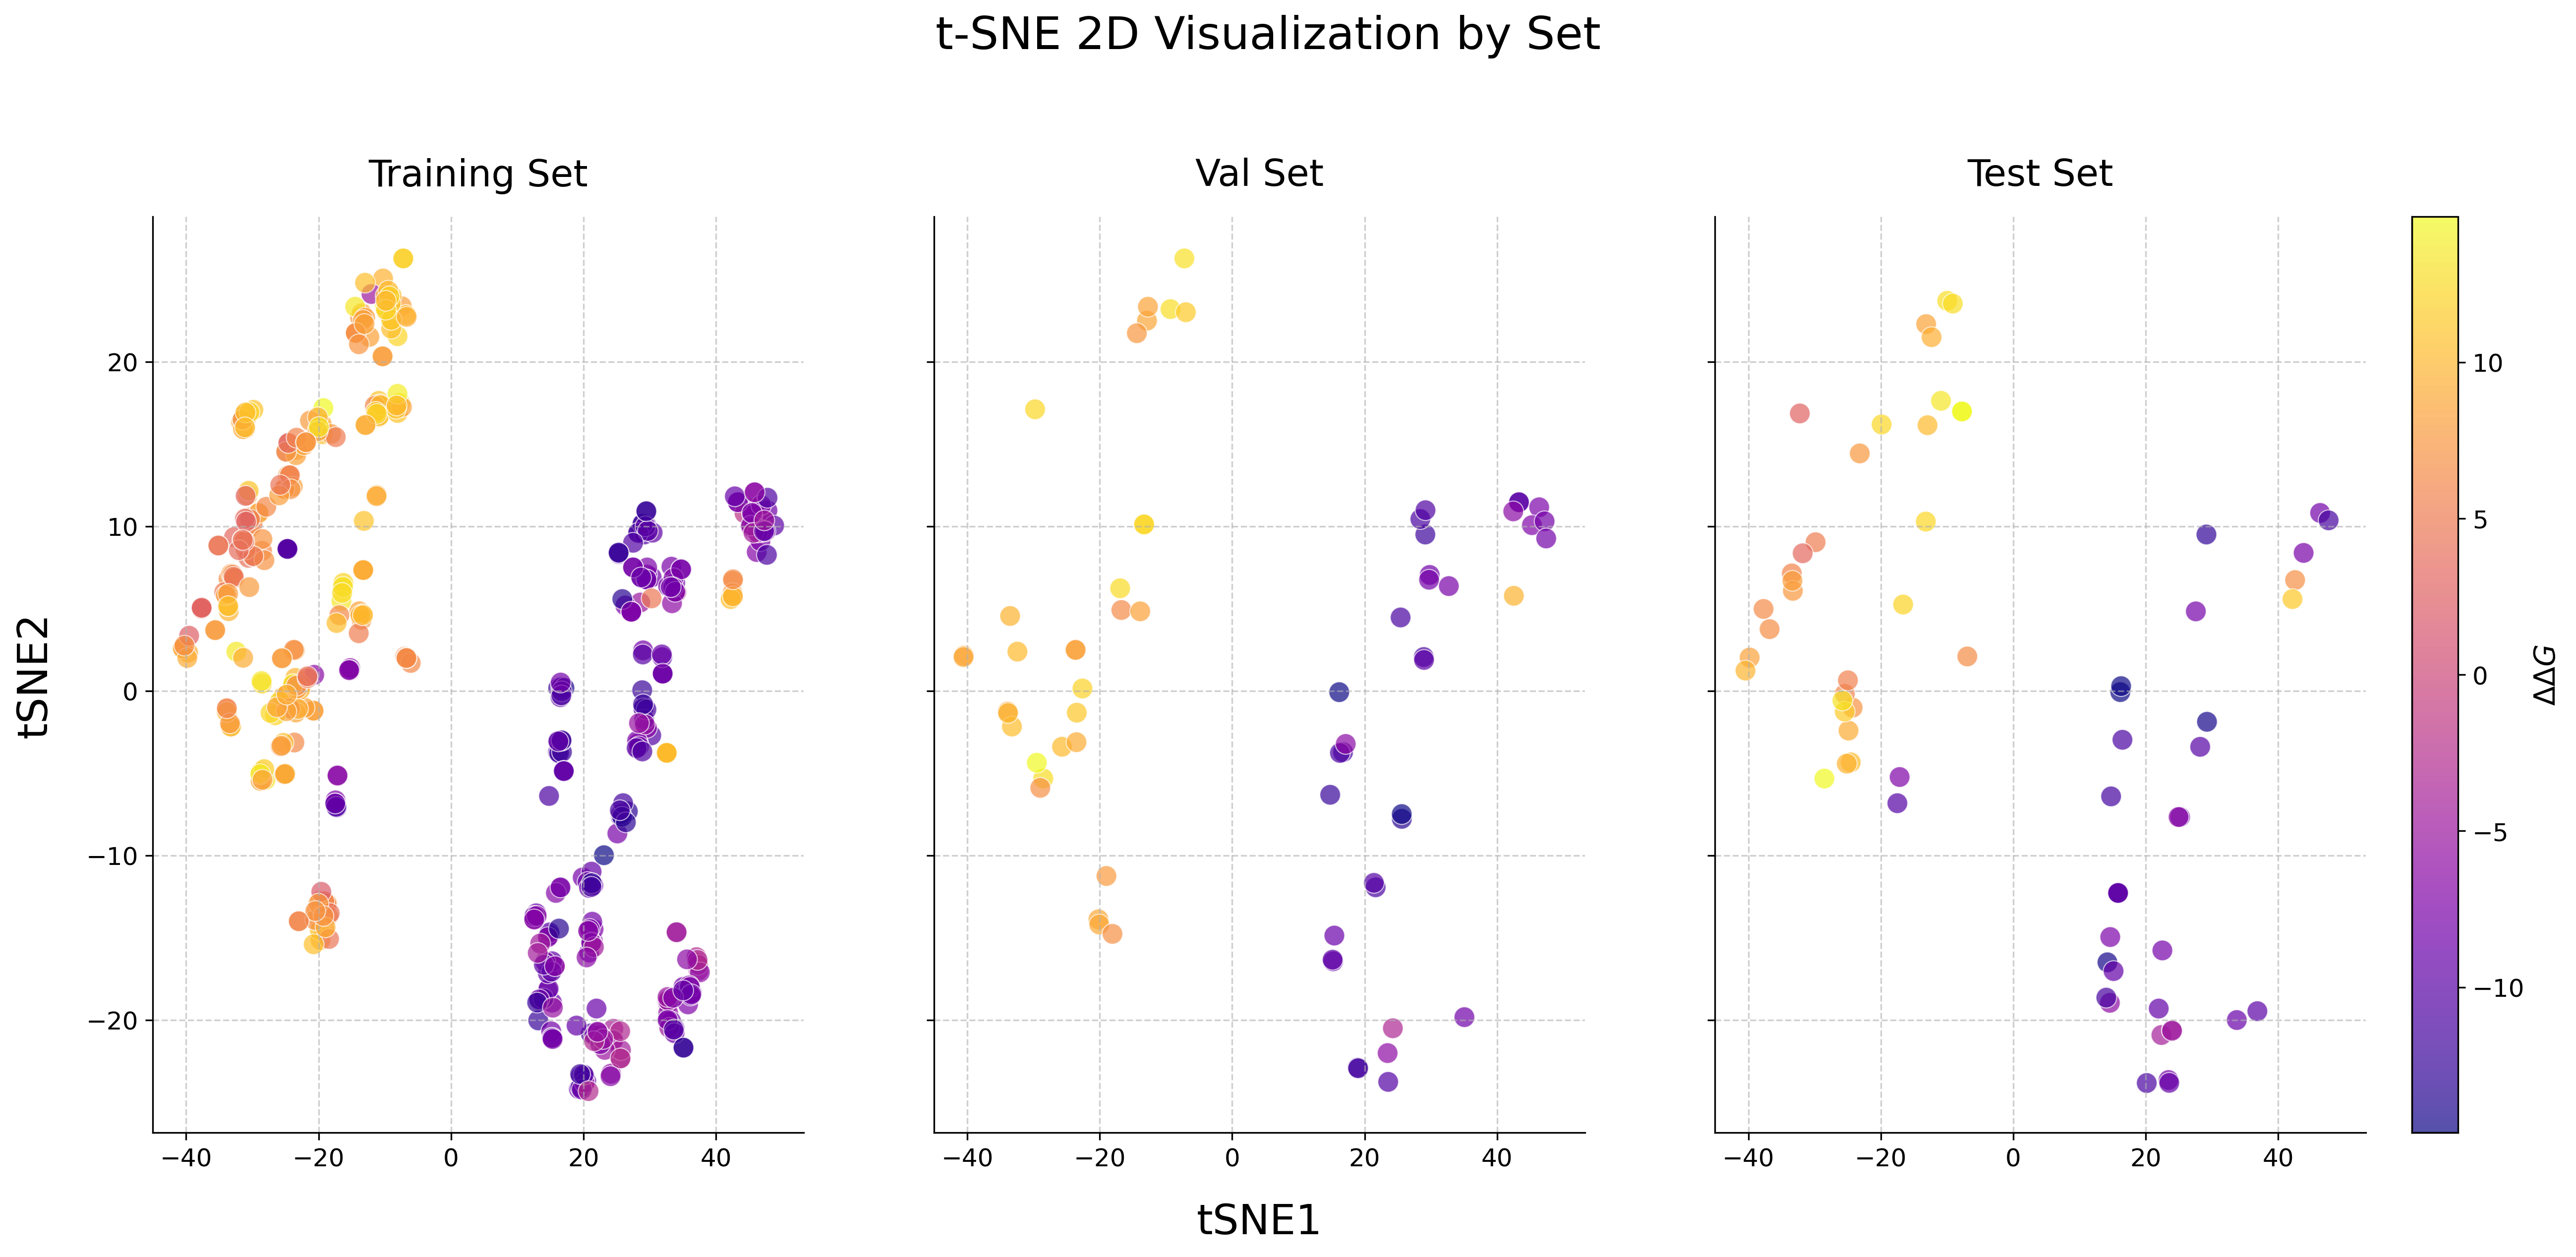 t-SNE 2D Visualization by Set
Training Set
Val Set
Test Set
tSNE2
20
10
0
−10
−20
−40 −20 0 20 40
−40 −20 0 20 40
−40 −20 0 20 40
tSNE1
10
5
0
−5
−10
ΔΔG